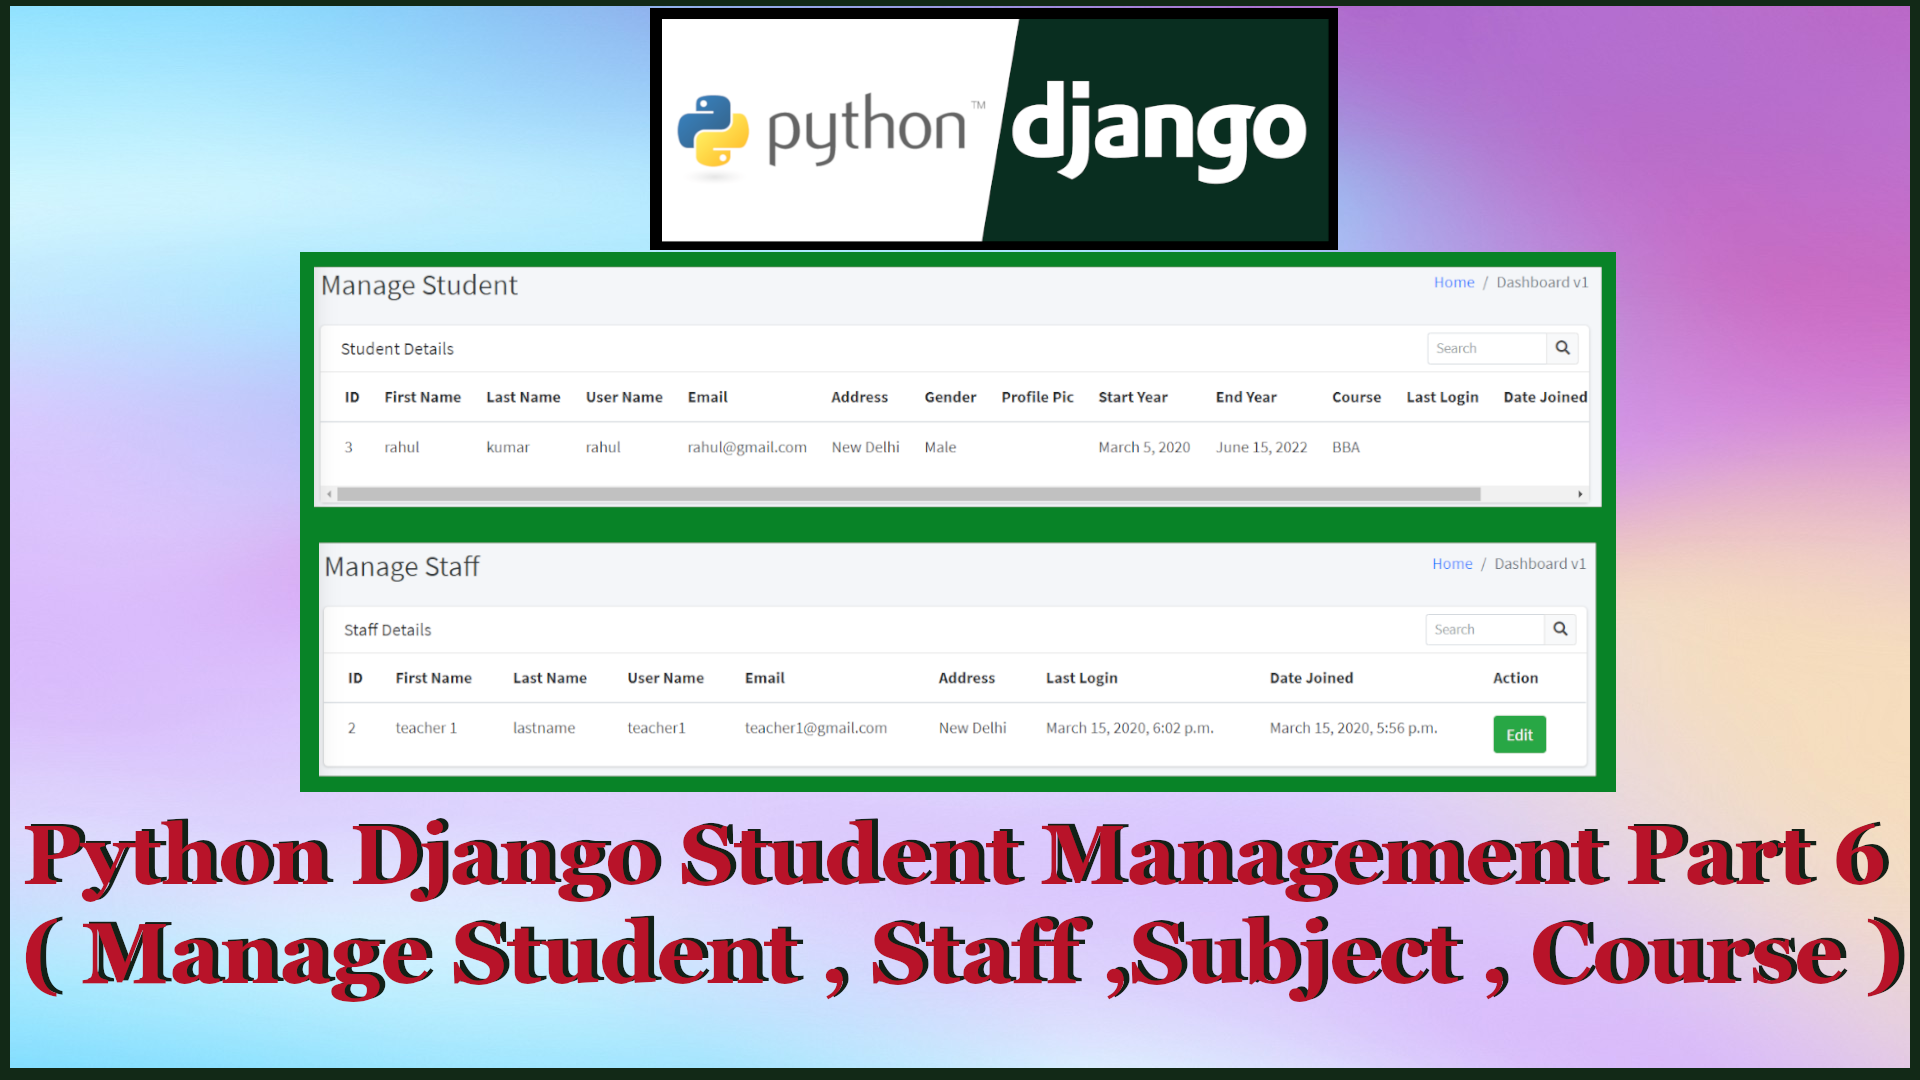 python™ django
Manage Student Home / Dashboard v1
Student Details Search
ID First Name Last Name User Name Email Address Gender Profile Pic Start Year End Year Course Last Login Date Joined
3 rahul kumar rahul rahul@gmail.com New Delhi Male March 5, 2020 June 15, 2022 BBA
Manage Staff Home / Dashboard v1
Staff Details Search
ID First Name Last Name User Name Email Address Last Login Date Joined Action
2 teacher 1 lastname teacher1 teacher1@gmail.com New Delhi March 15, 2020, 6:02 p.m. March 15, 2020, 5:56 p.m. Edit
Python Django Student Management Part 6
( Manage Student , Staff ,Subject , Course )